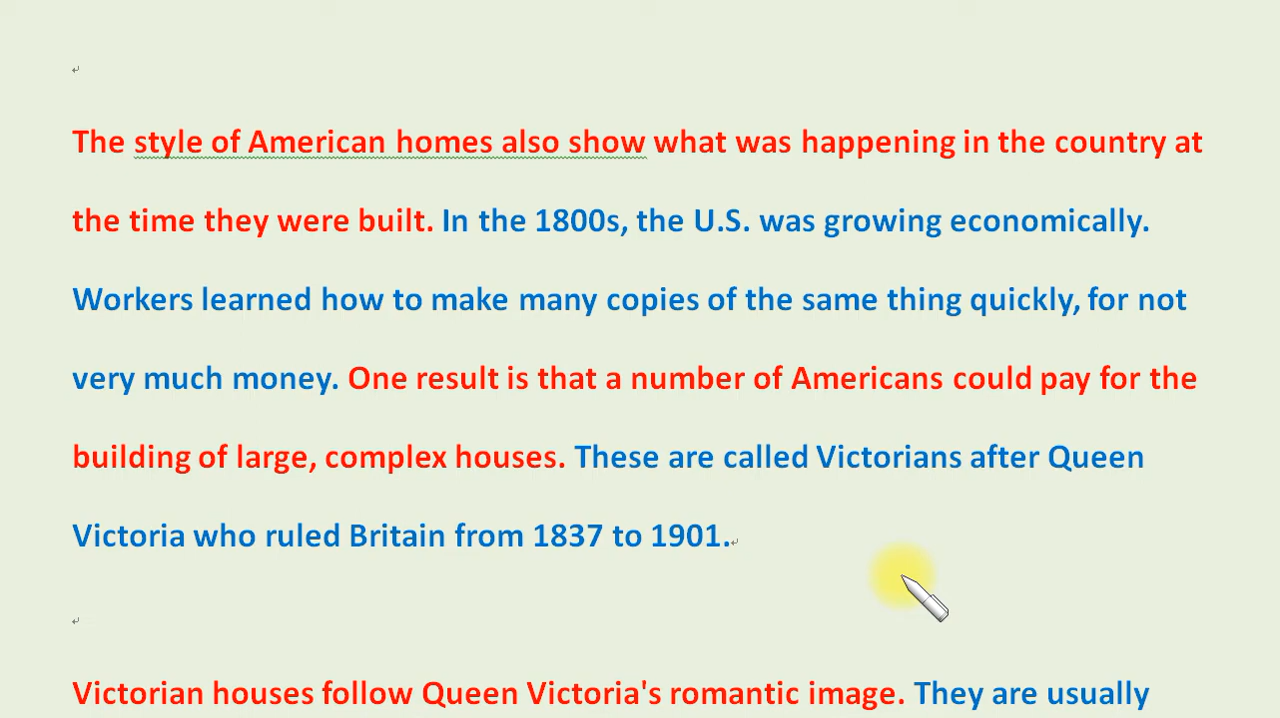 The style of American homes also show what was happening in the country at
the time they were built. In the 1800s, the U.S. was growing economically.
Workers learned how to make many copies of the same thing quickly, for not
very much money. One result is that a number of Americans could pay for the
building of large, complex houses. These are called Victorians after Queen
Victoria who ruled Britain from 1837 to 1901.
Victorian houses follow Queen Victoria's romantic image. They are usually